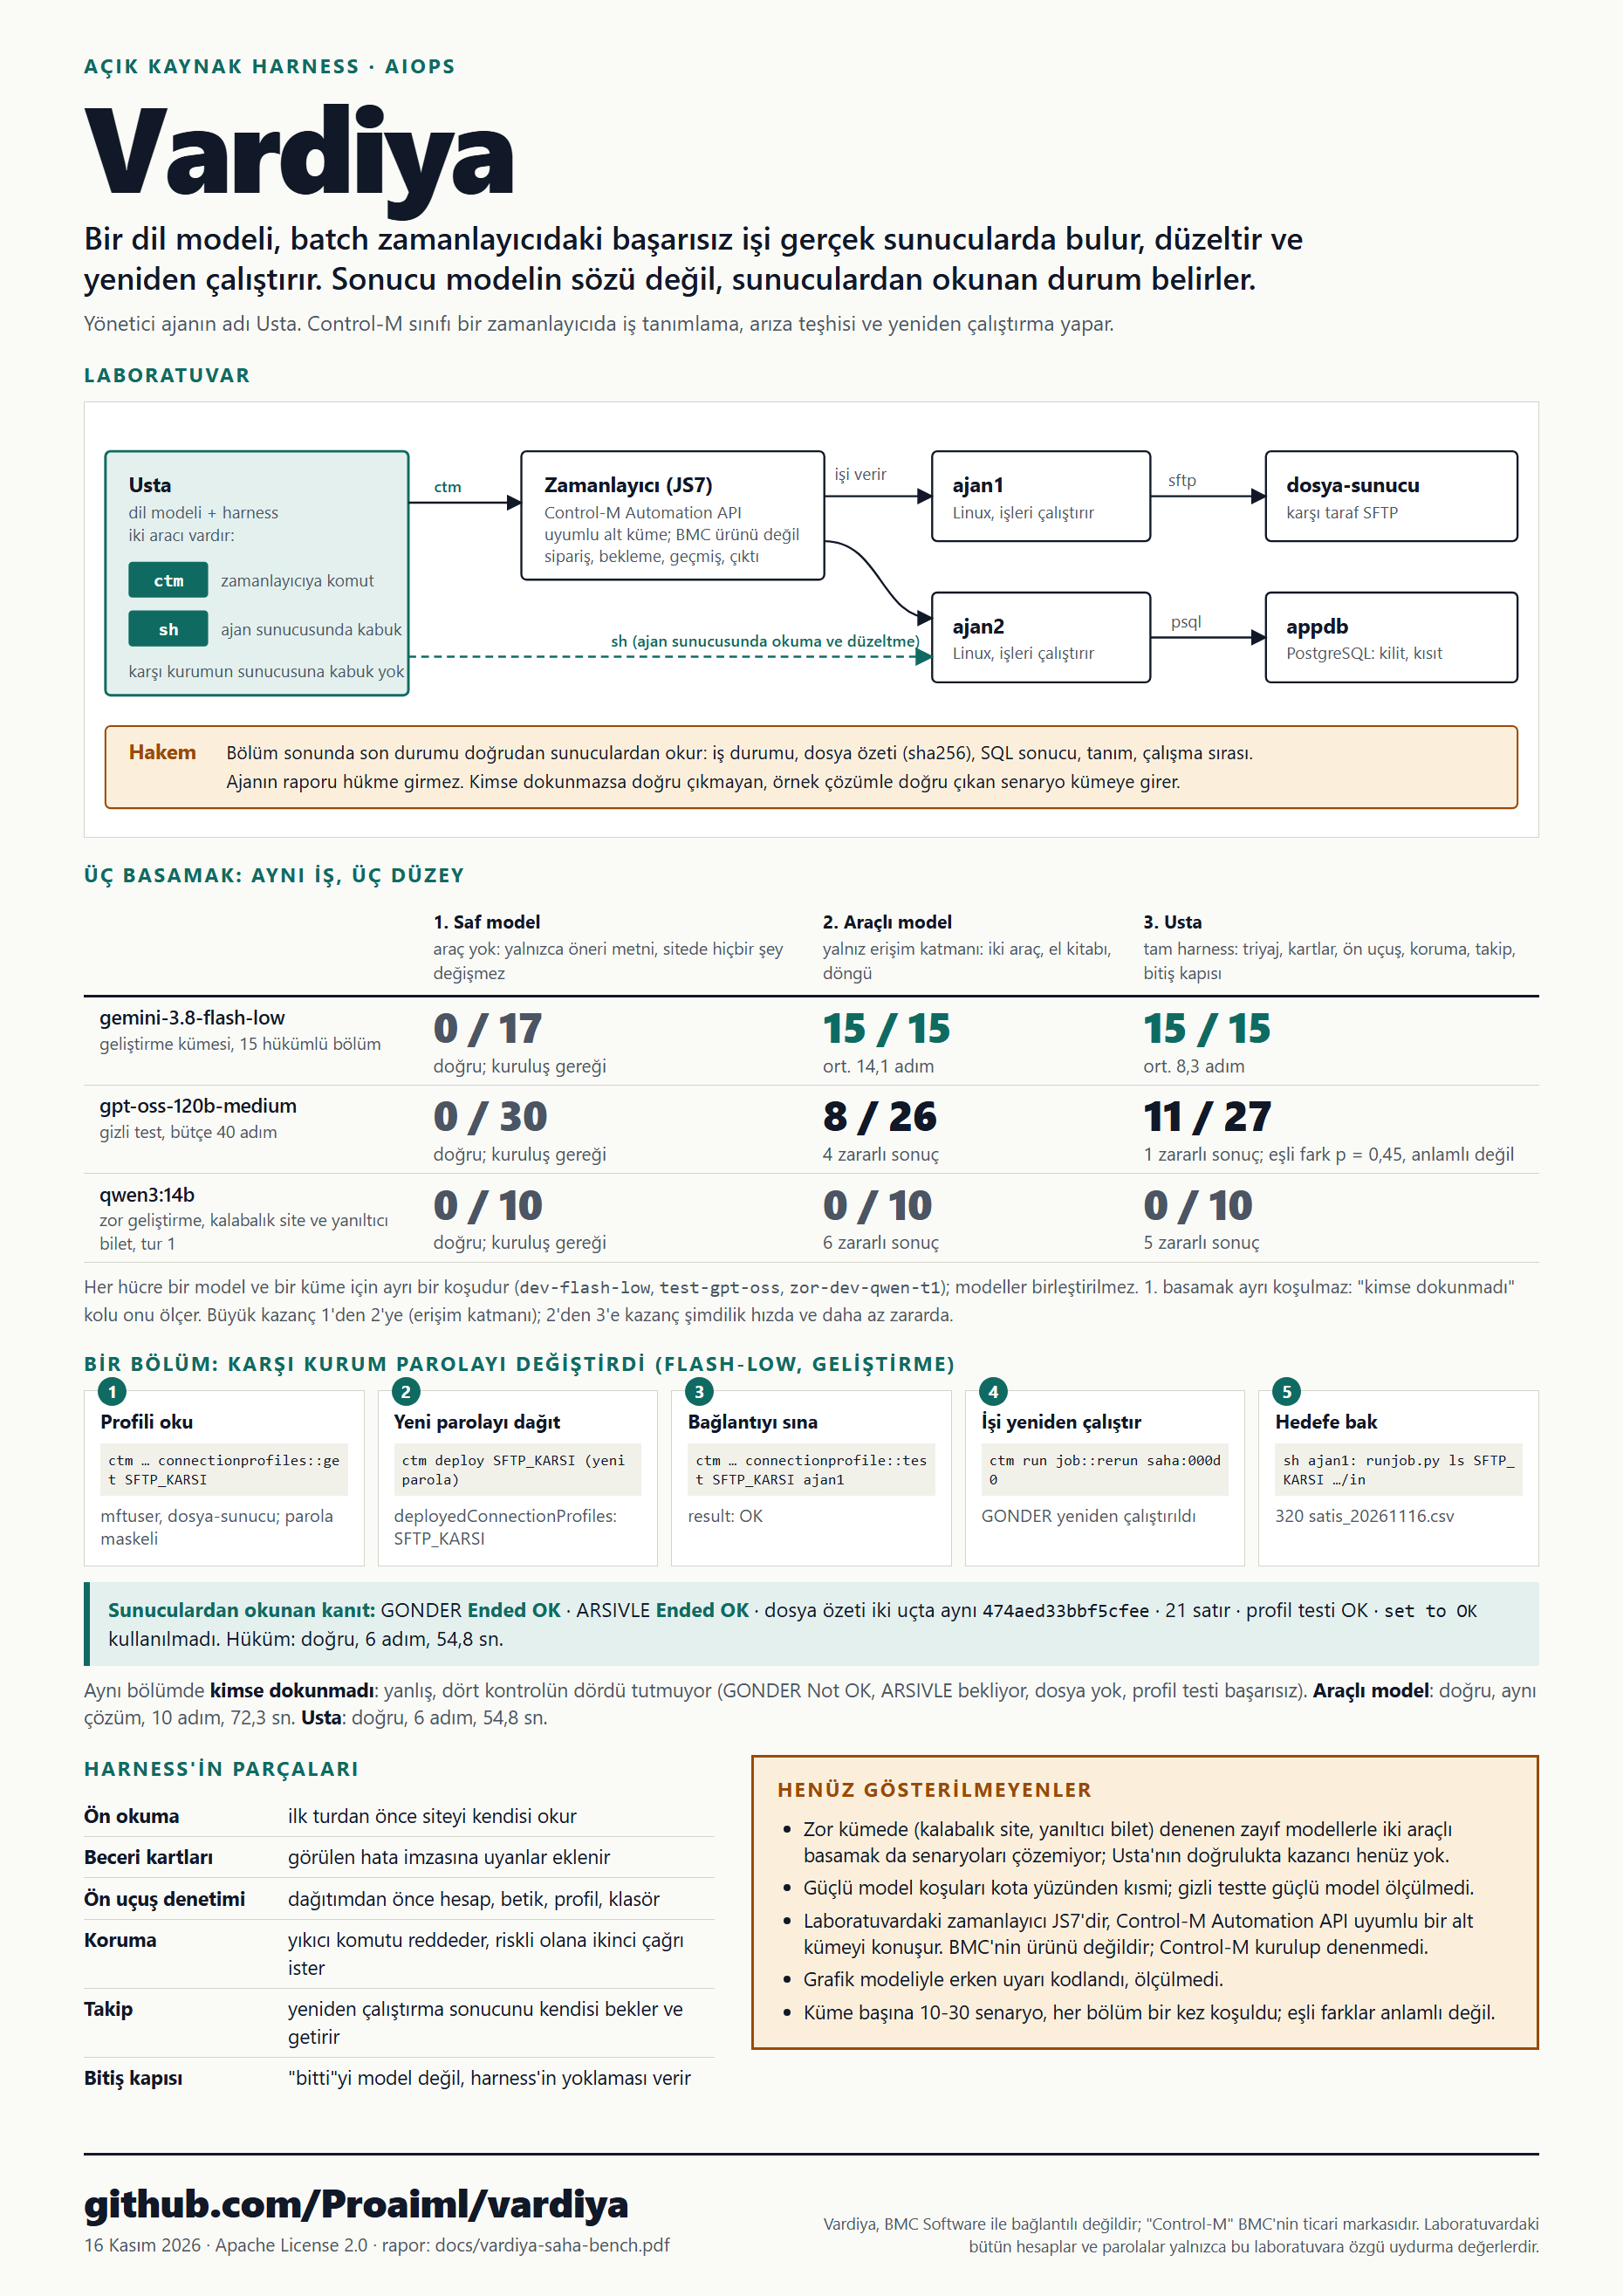 AÇIK KAYNAK HARNESS · AIOPS
Vardiya
Bir dil modeli, batch zamanlayıcıdaki başarısız işi gerçek sunucularda bulur, düzeltir ve
yeniden çalıştırır. Sonucu modelin sözü değil, sunuculardan okunan durum belirler.
Yönetici ajanın adı Usta. Control-M sınıfı bir zamanlayıcıda iş tanımlama, arıza teşhisi ve yeniden çalıştırma yapar.
LABORATUVAR
Usta
dil modeli + harness
iki aracı vardır:
ctm zamanlayıcıya komut
sh ajan sunucusunda kabuk
karşı kurumun sunucusuna kabuk yok
ctm
Zamanlayıcı (JS7)
Control-M Automation API
uyumlu alt küme; BMC ürünü değil
sipariş, bekleme, geçmiş, çıktı
işi verir
ajan1
Linux, işleri çalıştırır
sftp
dosya-sunucu
karşı taraf SFTP
sh (ajan sunucusunda okuma ve düzeltme)
ajan2
Linux, işleri çalıştırır
psql
appdb
PostgreSQL: kilit, kısıt
Hakem
Bölüm sonunda son durumu doğrudan sunuculardan okur: iş durumu, dosya özeti (sha256), SQL sonucu, tanım, çalışma sırası.
Ajanın raporu hükme girmez. Kimse dokunmazsa doğru çıkmayan, örnek çözümle doğru çıkan senaryo kümeye girer.
ÜÇ BASAMAK: AYNI İŞ, ÜÇ DÜZEY
1. Saf model
araç yok: yalnızca öneri metni, sitede hiçbir şey
değişmez
2. Araçlı model
yalnız erişim katmanı: iki araç, el kitabı,
döngü
3. Usta
tam harness: triyaj, kartlar, ön uçuş, koruma, takip,
bitiş kapısı
gemini-3.8-flash-low
geliştirme kümesi, 15 hükümlü bölüm
0 / 17
doğru; kuruluş gereği
15 / 15
ort. 14,1 adım
15 / 15
ort. 8,3 adım
gpt-oss-120b-medium
gizli test, bütçe 40 adım
0 / 30
doğru; kuruluş gereği
8 / 26
4 zararlı sonuç
11 / 27
1 zararlı sonuç; eşli fark p = 0,45, anlamlı değil
qwen3:14b
zor geliştirme, kalabalık site ve yanıltıcı
bilet, tur 1
0 / 10
doğru; kuruluş gereği
0 / 10
6 zararlı sonuç
0 / 10
5 zararlı sonuç
Her hücre bir model ve bir küme için ayrı bir koşudur (dev-flash-low, test-gpt-oss, zor-dev-qwen-t1); modeller birleştirilmez. 1. basamak ayrı koşulmaz: "kimse dokunmadı"
kolu onu ölçer. Büyük kazanç 1'den 2'ye (erişim katmanı); 2'den 3'e kazanç şimdilik hızda ve daha az zararda.
BİR BÖLÜM: KARŞI KURUM PAROLAYI DEĞİŞTİRDİ (FLASH-LOW, GELİŞTİRME)
1
Profili oku
ctm … connectionprofiles::ge
t SFTP_KARSI
mftuser, dosya-sunucu; parola
maskeli
2
Yeni parolayı dağıt
ctm deploy SFTP_KARSI (yeni
parola)
deployedConnectionProfiles:
SFTP_KARSI
3
Bağlantıyı sına
ctm … connectionprofile::tes
t SFTP_KARSI ajan1
result: OK
4
İşi yeniden çalıştır
ctm run job::rerun saha:000d
0
GONDER yeniden çalıştırıldı
5
Hedefe bak
sh ajan1: runjob.py ls SFTP_
KARSI …/in
320 satis_20261116.csv
Sunuculardan okunan kanıt: GONDER Ended OK · ARSIVLE Ended OK · dosya özeti iki uçta aynı 474aed33bbf5cfee · 21 satır · profil testi OK · set to OK
kullanılmadı. Hüküm: doğru, 6 adım, 54,8 sn.
Aynı bölümde kimse dokunmadı: yanlış, dört kontrolün dördü tutmuyor (GONDER Not OK, ARSIVLE bekliyor, dosya yok, profil testi başarısız). Araçlı model: doğru, aynı
çözüm, 10 adım, 72,3 sn. Usta: doğru, 6 adım, 54,8 sn.
HARNESS'İN PARÇALARI
Ön okuma ilk turdan önce siteyi kendisi okur
Beceri kartları görülen hata imzasına uyanlar eklenir
Ön uçuş denetimi dağıtımdan önce hesap, betik, profil, klasör
Koruma yıkıcı komutu reddeder, riskli olana ikinci çağrı
ister
Takip yeniden çalıştırma sonucunu kendisi bekler ve
getirir
Bitiş kapısı "bitti"yi model değil, harness'in yoklaması verir
HENÜZ GÖSTERİLMEYENLER
• Zor kümede (kalabalık site, yanıltıcı bilet) denenen zayıf modellerle iki araçlı
basamak da senaryoları çözemiyor; Usta'nın doğrulukta kazancı henüz yok.
• Güçlü model koşuları kota yüzünden kısmi; gizli testte güçlü model ölçülmedi.
• Laboratuvardaki zamanlayıcı JS7'dir, Control-M Automation API uyumlu bir alt
kümeyi konuşur. BMC'nin ürünü değildir; Control-M kurulup denenmedi.
• Grafik modeliyle erken uyarı kodlandı, ölçülmedi.
• Küme başına 10-30 senaryo, her bölüm bir kez koşuldu; eşli farklar anlamlı değil.
github.com/Proaiml/vardiya
16 Kasım 2026 · Apache License 2.0 · rapor: docs/vardiya-saha-bench.pdf
Vardiya, BMC Software ile bağlantılı değildir; "Control-M" BMC'nin ticari markasıdır. Laboratuvardaki
bütün hesaplar ve parolalar yalnızca bu laboratuvara özgü uydurma değerlerdir.